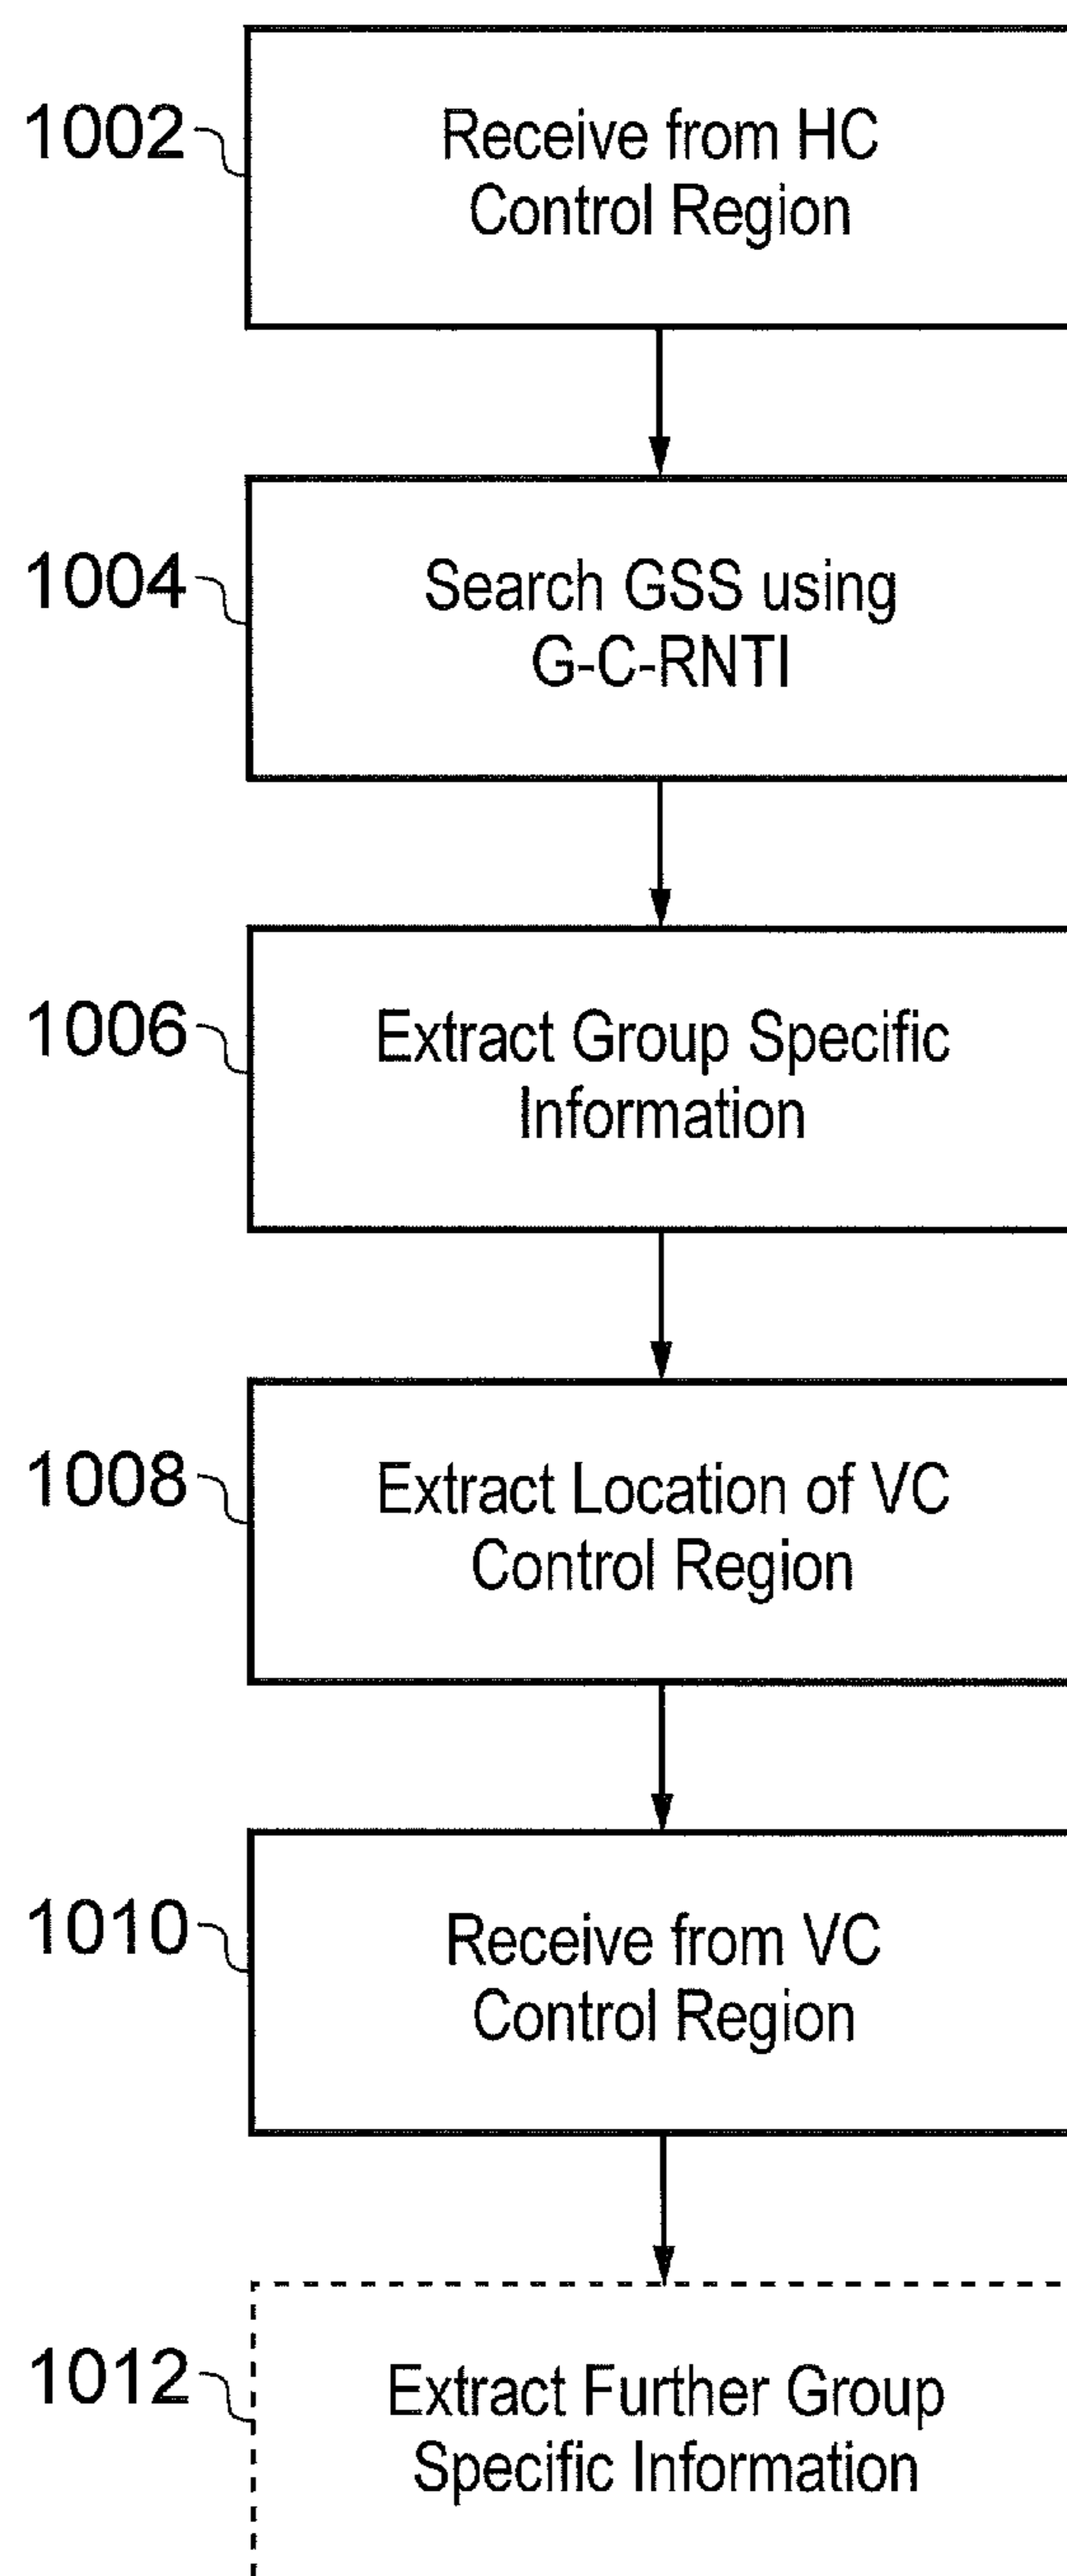 1002
Receive from HC
Control Region
1004
Search GSS using
G-C-RNTI
1006
Extract Group Specific
Information
1008
Extract Location of VC
Control Region
1010
Receive from VC
Control Region
1012
Extract Further Group
Specific Information